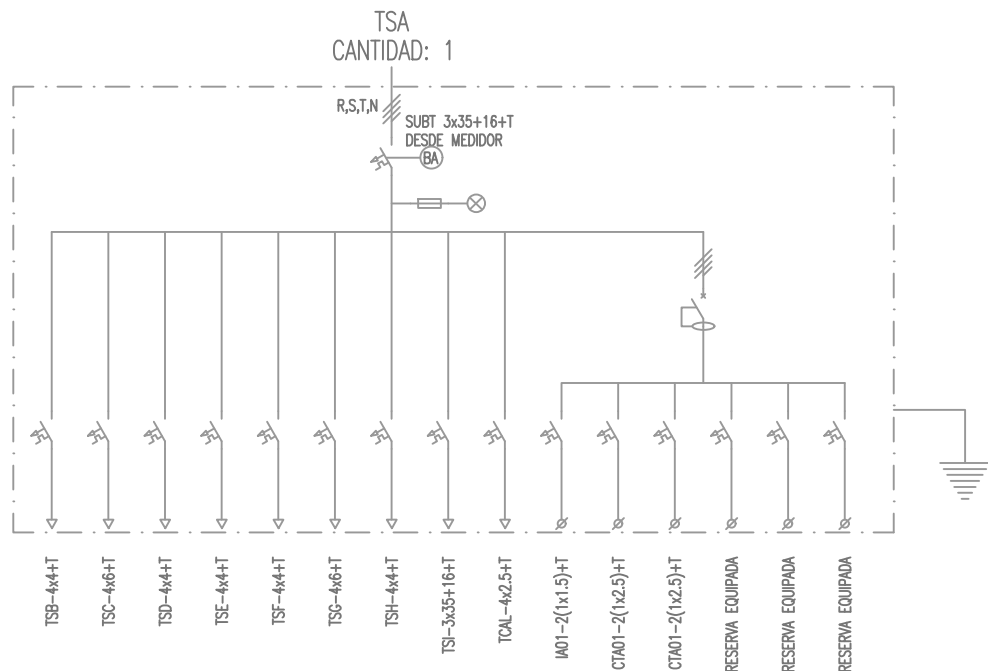 TSA
CANTIDAD: 1
R,S,T,N
SUBT 3x35+16+T
DESDE MEDIDOR
BA
TSB-4x4+T
TSC-4x6+T
TSD-4x4+T
TSE-4x4+T
TSF-4x4+T
TSG-4x6+T
TSH-4x4+T
TSI-3x35+16+T
TCAL-4x2.5+T
IA01-2(1x1.5)+T
CTA01-2(1x2.5)+T
CTA01-2(1x2.5)+T
RESERVA EQUIPADA
RESERVA EQUIPADA
RESERVA EQUIPADA